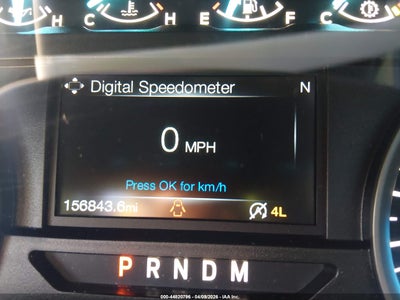 H C H E F C
Digital Speedometer N
0 MPH
Press OK for km/h
156843.6mi 4L
P R N D M
000-44820796 - 04/09/2026 - IAA Inc.